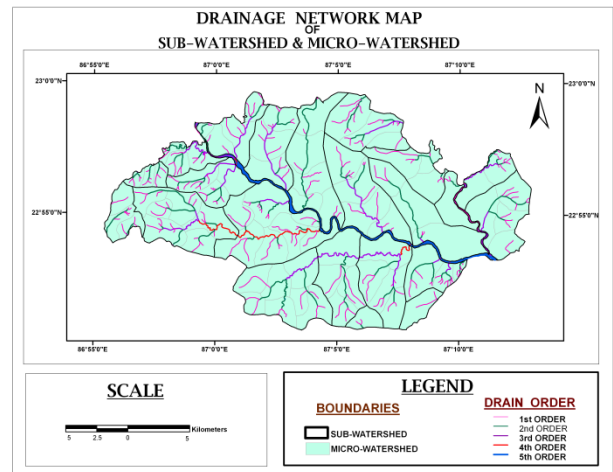 DRAINAGE NETWORK MAP
OF
SUB-WATERSHED & MICRO-WATERSHED
86°55'0"E 87°0'0"E 87°5'0"E 87°10'0"E
23°0'0"N 23°0'0"N
N
22°55'0"N 22°55'0"N
86°55'0"E 87°0'0"E 87°5'0"E 87°10'0"E
SCALE
Kilometers
5 2.5 0 5
LEGEND
BOUNDARIES
SUB-WATERSHED
MICRO-WATERSHED
DRAIN ORDER
1st ORDER
2nd ORDER
3rd ORDER
4th ORDER
5th ORDER